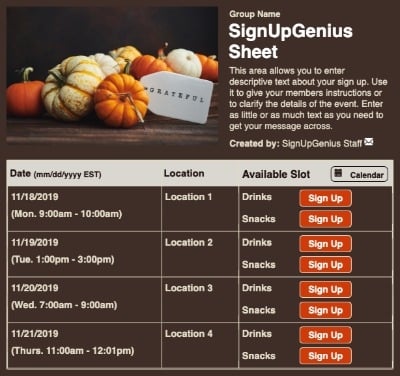 Group Name
SignUpGenius
Sheet
This area allows you to enter
descriptive text about your sign up. Use
it to give your members instructions or
to clarify the details of the event. Enter
as little or as much text as you need to
get your message across.
Created by: SignUpGenius Staff
GRATEFUL
Date (mm/dd/yyyy EST) Location Available Slot Calendar
11/18/2019 Location 1 Drinks Sign Up
(Mon. 9:00am - 10:00am) Snacks Sign Up
11/19/2019 Location 2 Drinks Sign Up
(Tue. 1:00pm - 3:00pm) Snacks Sign Up
11/20/2019 Location 3 Drinks Sign Up
(Wed. 7:00am - 9:00am) Snacks Sign Up
11/21/2019 Location 4 Drinks Sign Up
(Thurs. 11:00am - 12:01pm) Snacks Sign Up